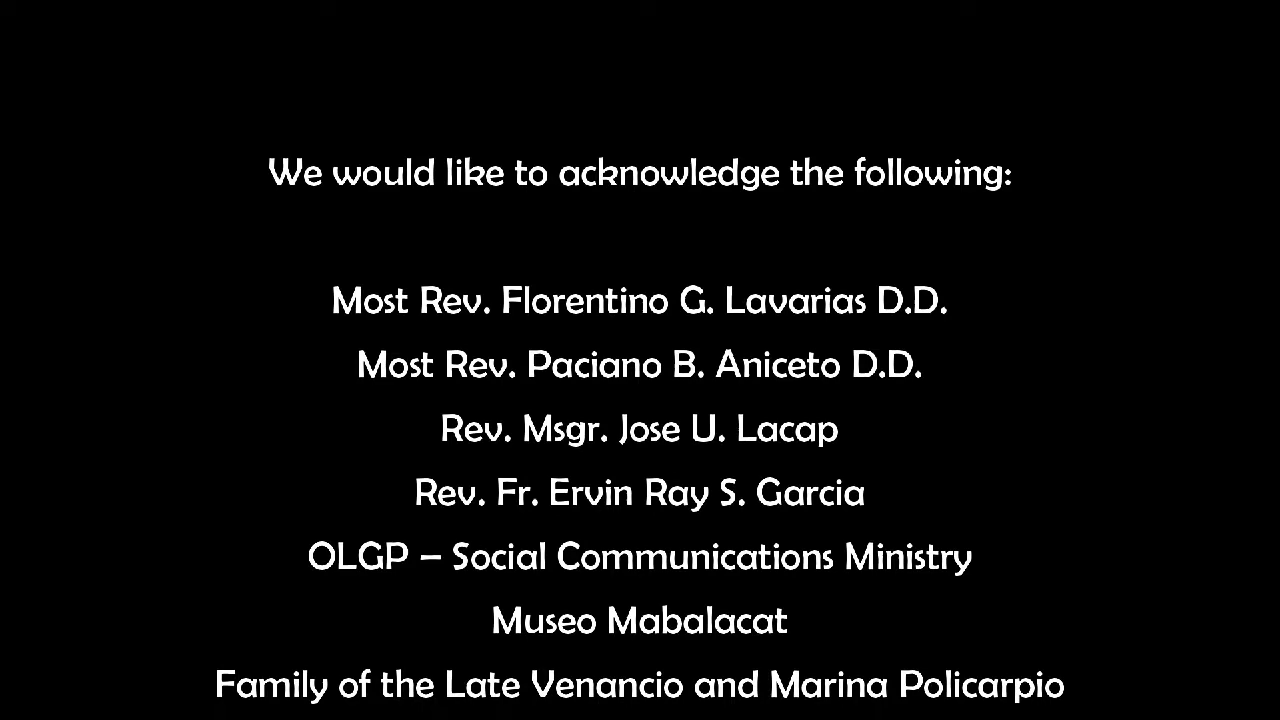 We would like to acknowledge the following:
Most Rev. Florentino G. Lavarias D.D.
Most Rev. Paciano B. Aniceto D.D.
Rev. Msgr. Jose U. Lacap
Rev. Fr. Ervin Ray S. Garcia
OLGP – Social Communications Ministry
Museo Mabalacat
Family of the Late Venancio and Marina Policarpio